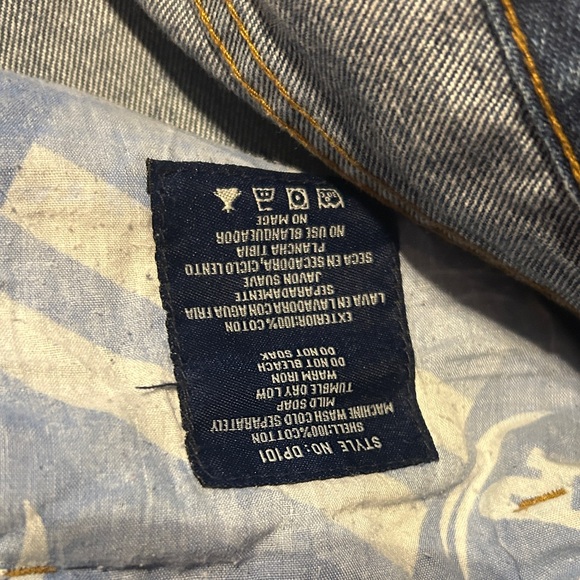 STYLE NO: DP101
SHELL:100%COTTON
MACHINE WASH COLD SEPARATELY
MILD SOAP
TUMBLE DRY LOW
WARM IRON
DO NOT BLEACH
DO NOT SOAK
EXTERIOR:100% COTON
LAVA EN LAVADORA CON AGUA TRIA
SEPARADAMENTE
JAVON SUAVE
SECA EN SECADORA, CICLO LENTO
PLANCHA TIBIA
NO USE BLANQUEADOR
NO MAGE